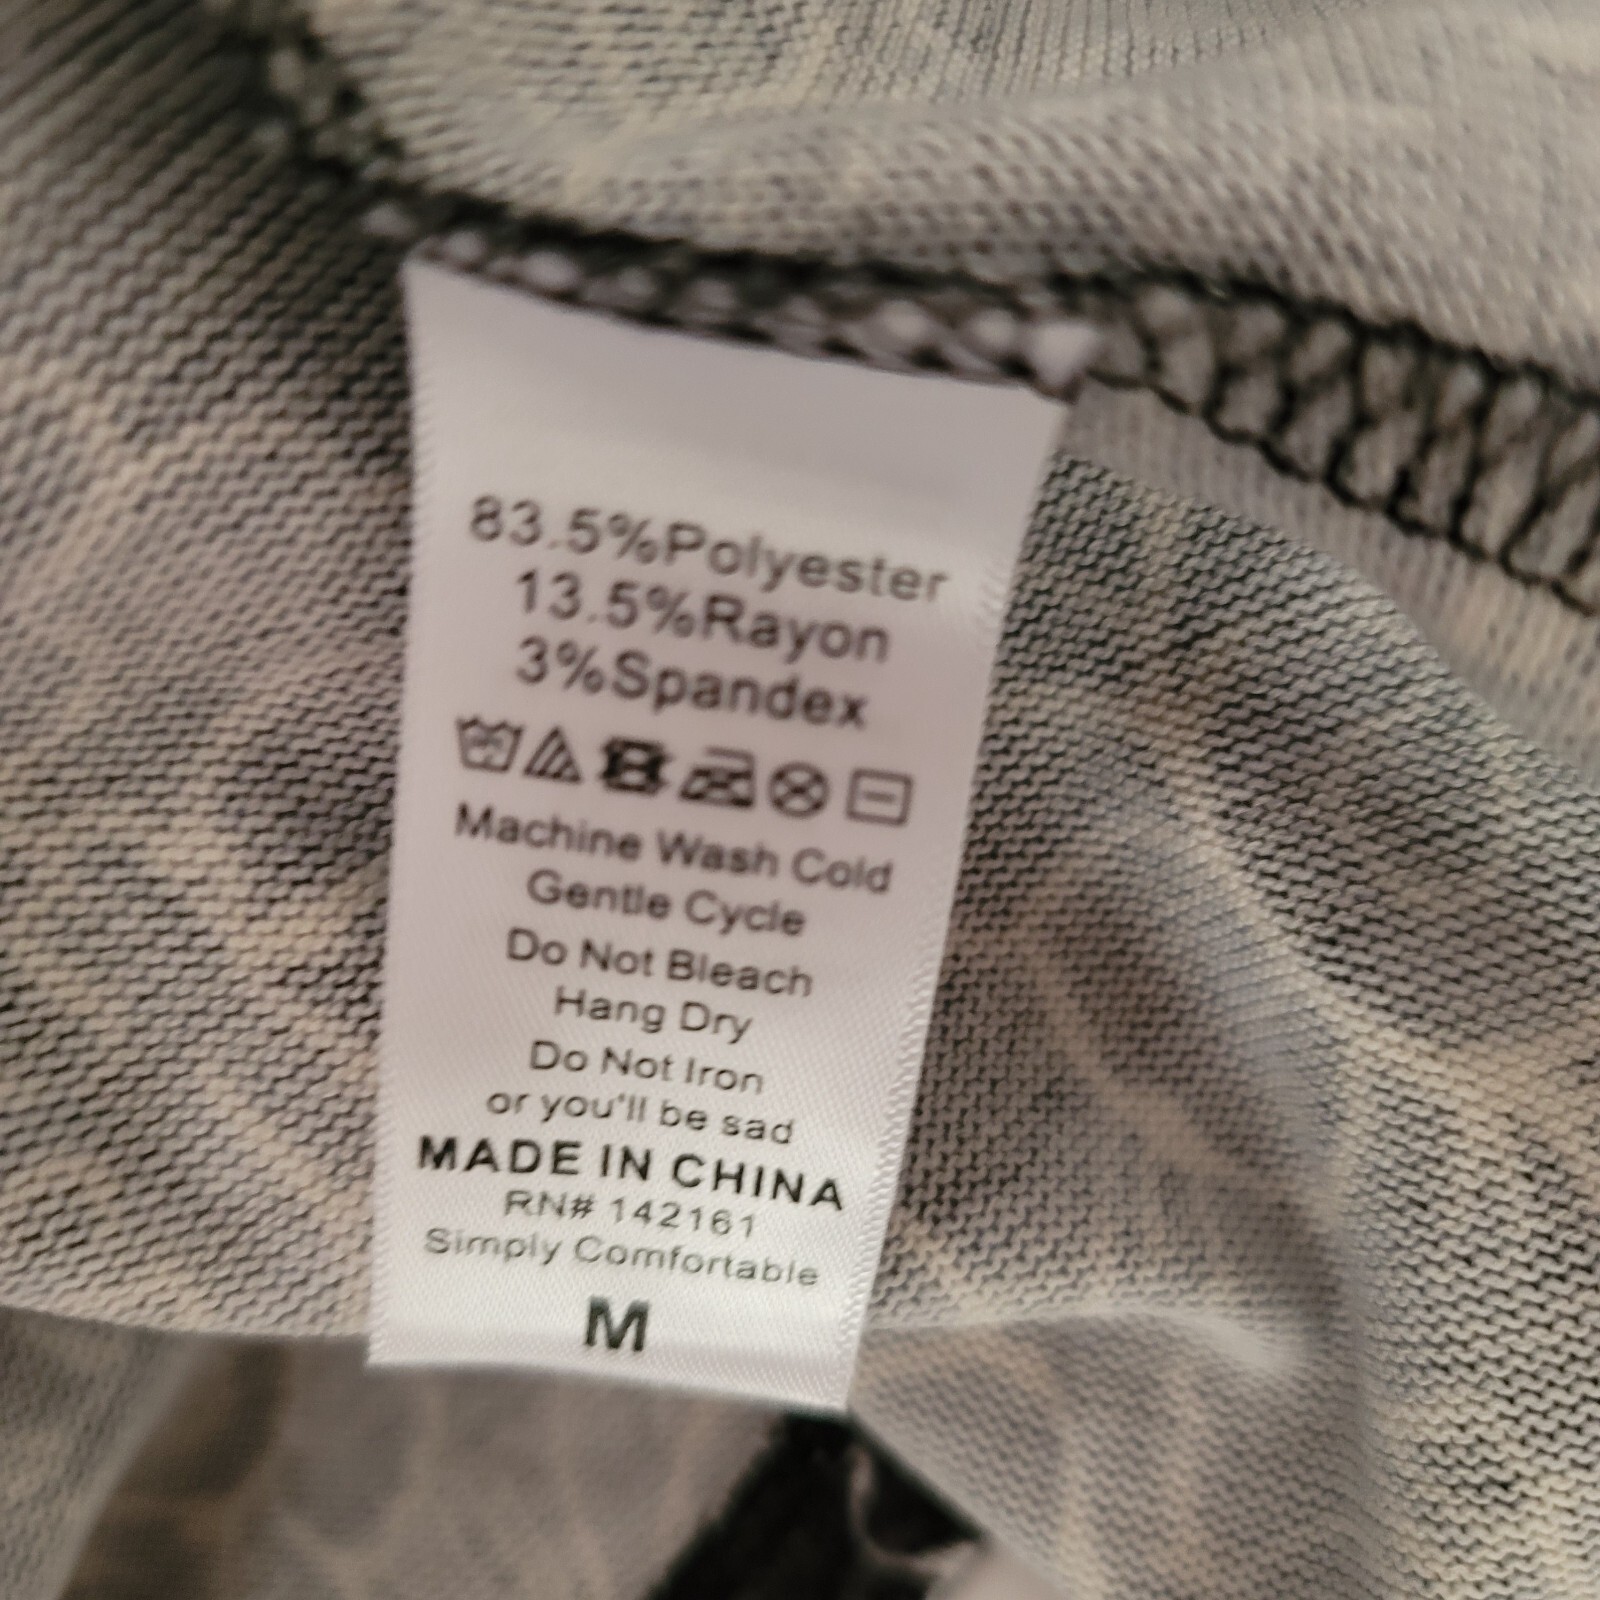 83.5%Polyester
13.5%Rayon
3%Spandex
Machine Wash Cold
Gentle Cycle
Do Not Bleach
Hang Dry
Do Not Iron
or you'll be sad
MADE IN CHINA
RN# 142161
Simply Comfortable
M